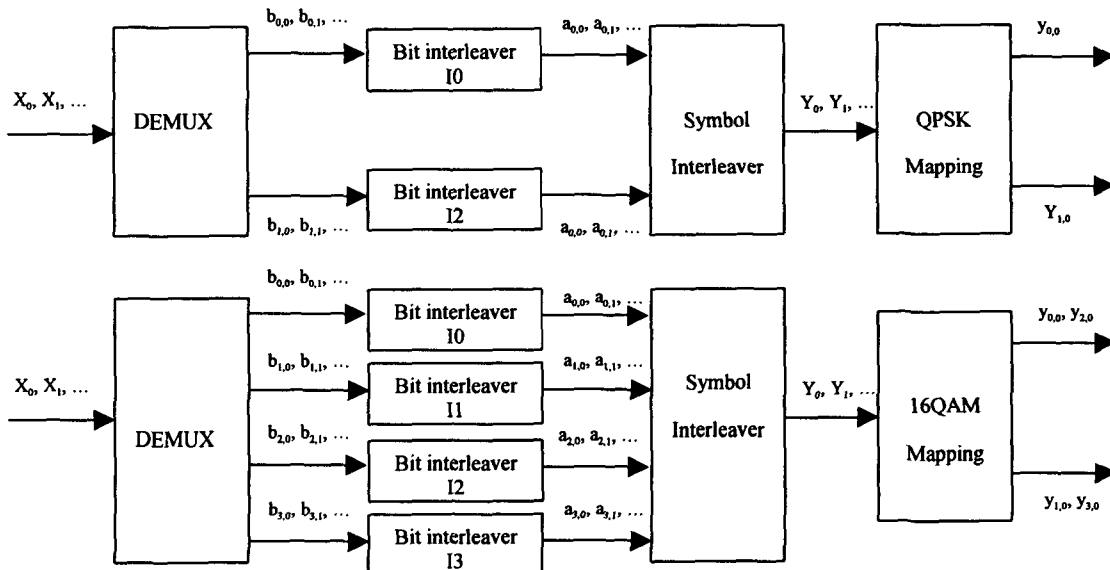 b0,0, b0,1, …
a0,0, a0,1, …
y0,0
X0, X1, …
DEMUX
Bit interleaver
I0
Symbol
Interleaver
Y0, Y1, …
QPSK
Mapping
Bit interleaver
I2
b1,0, b1,1, …
a0,0, a0,1, …
Y1,0
b0,0, b0,1, …
Bit interleaver
I0
a0,0, a0,1, …
y0,0, y2,0
X0, X1, …
DEMUX
b1,0, b1,1, …
Bit interleaver
I1
a1,0, a1,1, …
Symbol
Interleaver
Y0, Y1, …
16QAM
Mapping
b2,0, b2,1, …
Bit interleaver
I2
a2,0, a2,1, …
b3,0, b3,1, …
Bit interleaver
I3
a3,0, a3,1, …
y1,0, y3,0